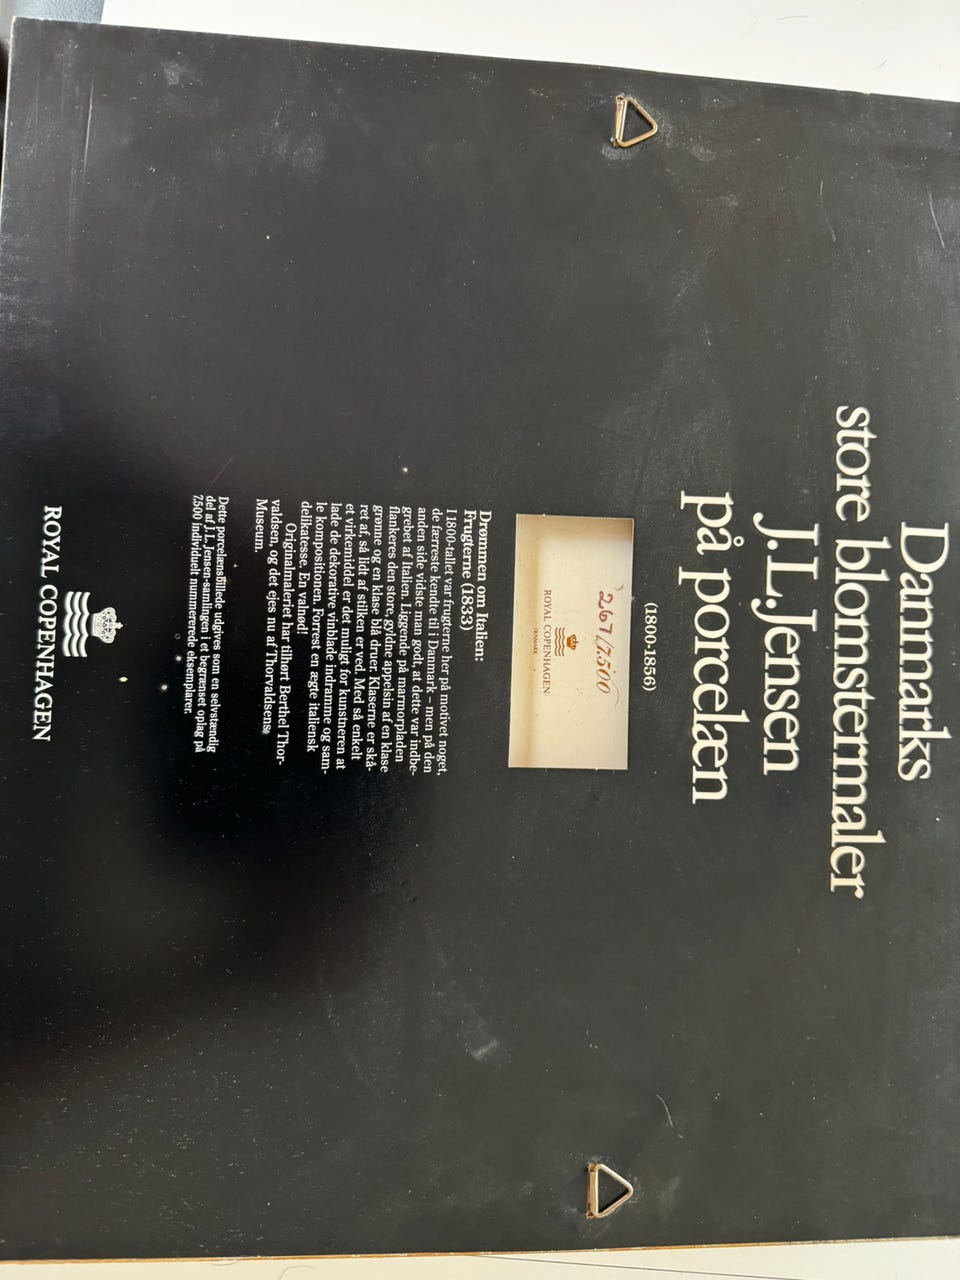 Danmarks
store blomstermaler
J.L.Jensen
på porcelæn
(1800-1856)
267/7.500
ROYAL COPENHAGEN
DENMARK
Drømmen om Italien:
Frugterne (1833)
I 1800-tallet var frugterne her på motivet noget,
de færreste kendte til i Danmark – men på den
anden side vidste man godt, at dette var indbe-
grebet af Italien. Liggende på marmorpladen
flankeres den store, gyldne appelsin af en klase
grønne og en klase blå druer. Klaserne er skå-
ret af, så lidt af stilken er ved. Med så enkelt
et virkemiddel er det muligt for kunstneren at
lade de dekorative vinblade indramme og sam-
le kompositionen. Forrest en ægte italiensk
delikatesse. En valnød!
Originalmaleriet har tilhørt Berthel Thor-
valdsen, og det ejes nu af Thorvaldsens
Museum.
Dette porcelænsbillede udgives som en selvstændig
del af J.L.Jensen-samlingen i et begrænset oplag på
7.500 individuelt nummererede eksemplarer.
ROYAL COPENHAGEN